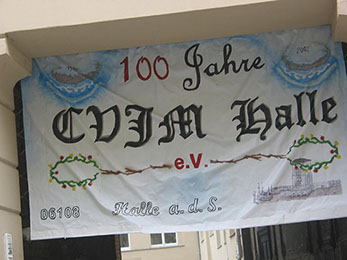 100 Jahre
CVJM Halle
e.V.
06108 Halle a.d.S.